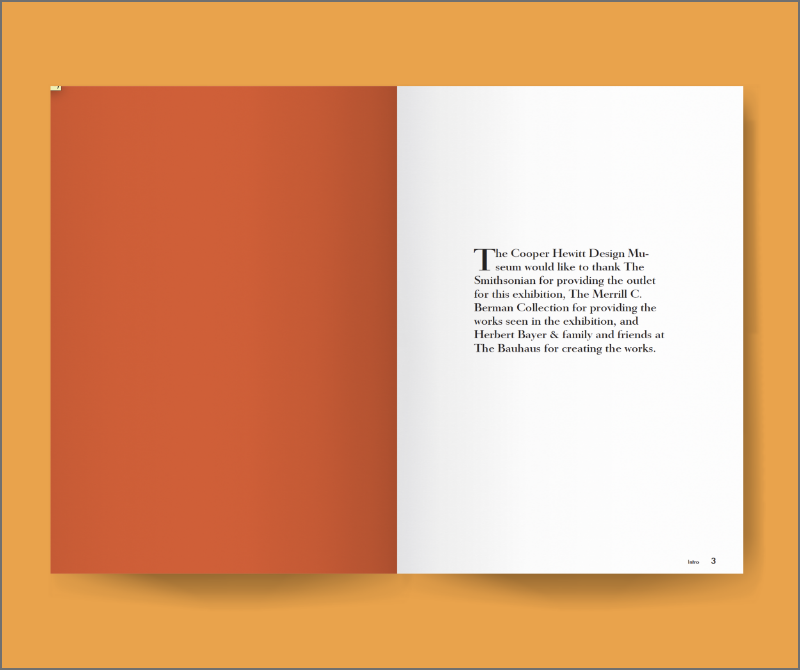 The Cooper Hewitt Design Mu-
seum would like to thank The
Smithsonian for providing the outlet
for this exhibition, The Merrill C.
Berman Collection for providing the
works seen in the exhibition, and
Herbert Bayer & family and friends at
The Bauhaus for creating the works.
Intro 3